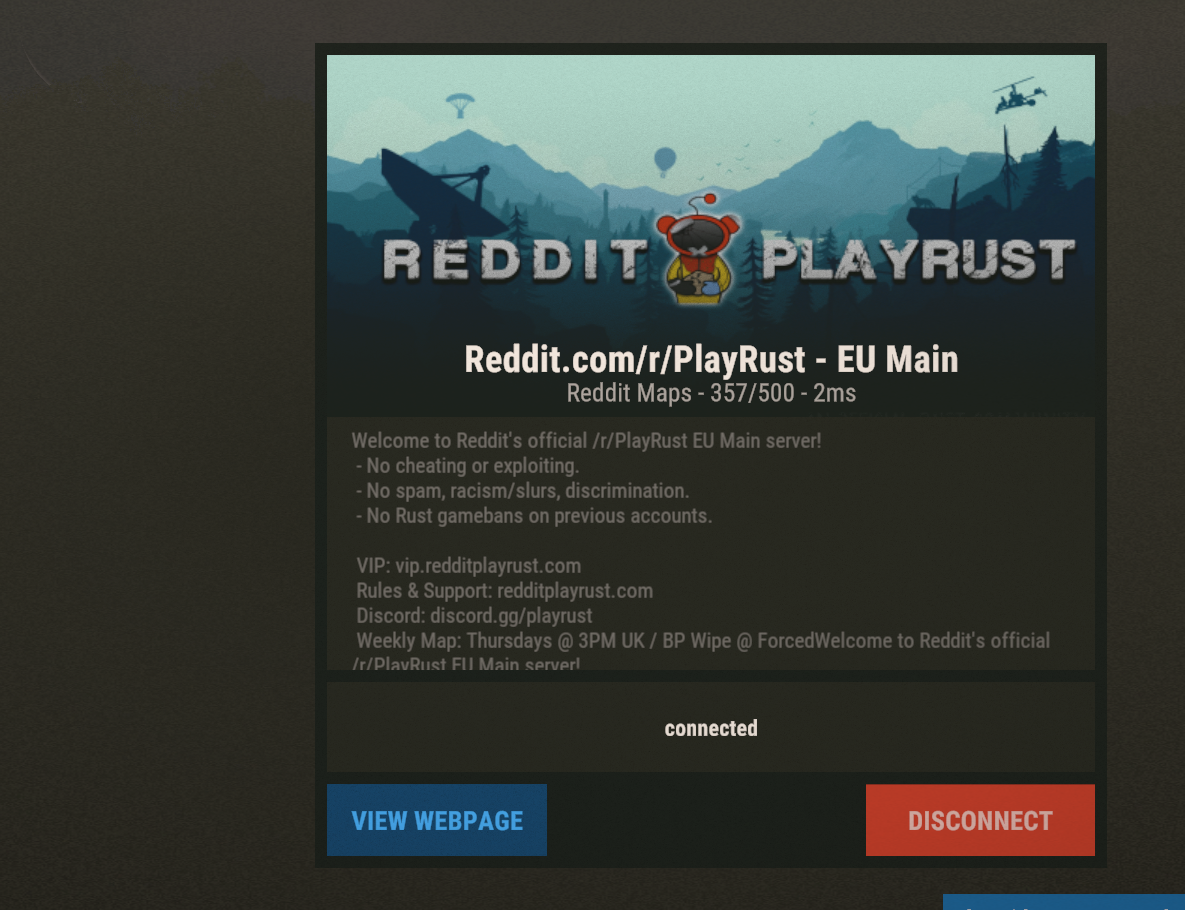 REDDIT PLAYRUST
Reddit.com/r/PlayRust - EU Main
Reddit Maps - 357/500 - 2ms
Welcome to Reddit's official /r/PlayRust EU Main server!
- No cheating or exploiting.
- No spam, racism/slurs, discrimination.
- No Rust gamebans on previous accounts.
VIP: vip.redditplayrust.com
Rules & Support: redditplayrust.com
Discord: discord.gg/playrust
Weekly Map: Thursdays @ 3PM UK / BP Wipe @ ForcedWelcome to Reddit's official
/r/PlayRust EU Main server!
connected
VIEW WEBPAGE
DISCONNECT